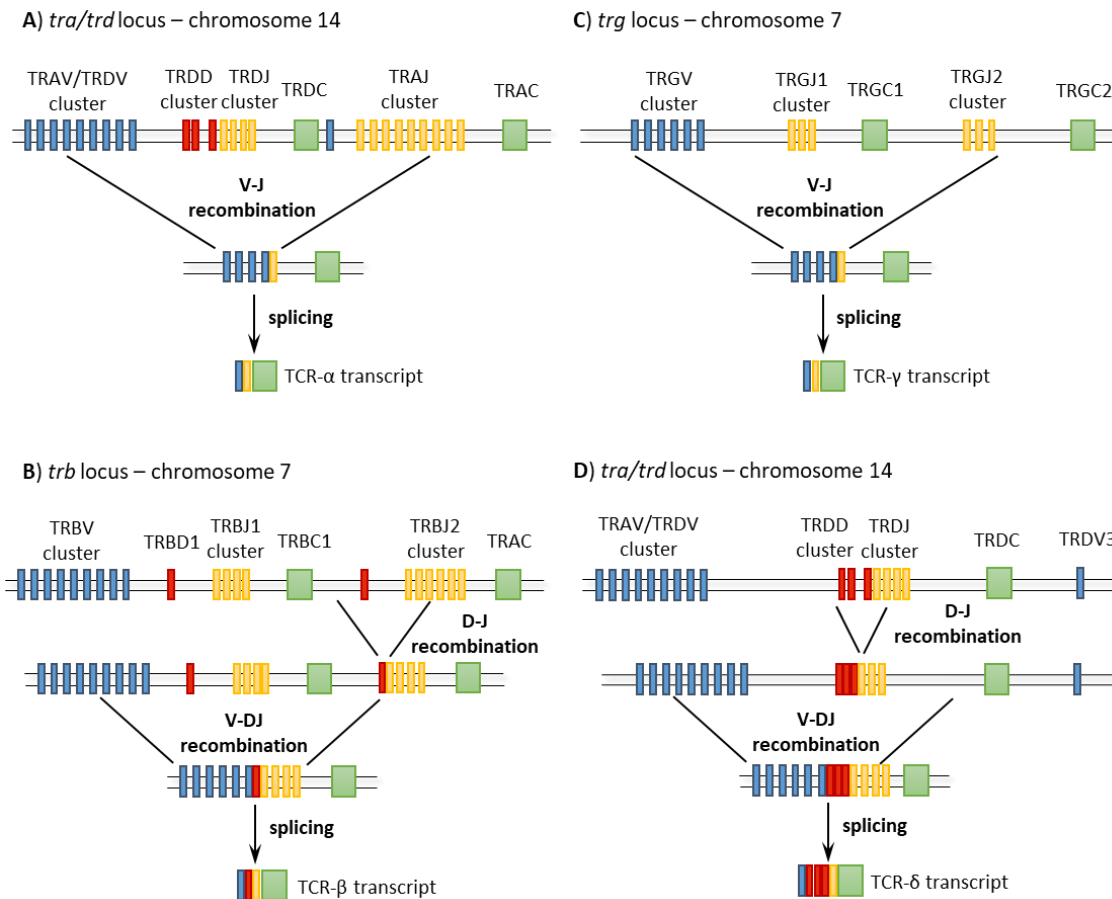 A) tra/trd locus – chromosome 14
TRAV/TRDV
cluster
TRDD
cluster
TRDJ
cluster
TRDC
TRAJ
cluster
TRAC
V-J
recombination
splicing
TCR-α transcript
C) trg locus – chromosome 7
TRGV
cluster
TRGJ1
cluster
TRGC1
TRGJ2
cluster
TRGC2
V-J
recombination
splicing
TCR-γ transcript
B) trb locus – chromosome 7
TRBV
cluster
TRBD1
TRBJ1
cluster
TRBC1
TRBJ2
cluster
TRAC
D-J
recombination
V-DJ
recombination
splicing
TCR-β transcript
D) tra/trd locus – chromosome 14
TRAV/TRDV
cluster
TRDD
cluster
TRDJ
cluster
TRDC
TRDV3
D-J
recombination
V-DJ
recombination
splicing
TCR-δ transcript